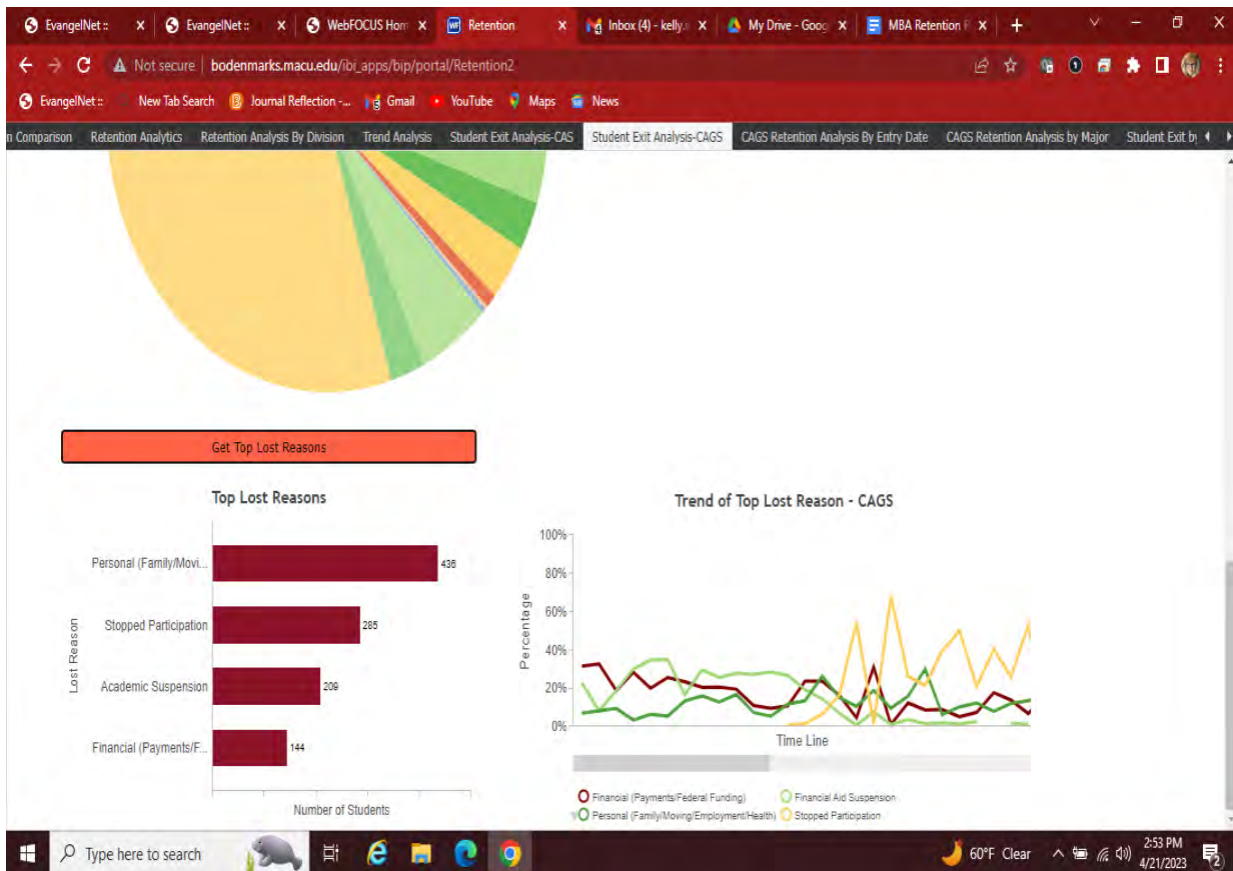 EvangelNet ::
EvangelNet ::
WebFOCUS Hom
Retention
Inbox (4) - kelly.
My Drive - Goog
MBA Retention
Not secure | bodenmarks.macu.edu/ibi_apps/bip/portal/Retention2
EvangelNet ::
New Tab Search
Journal Reflection -...
Gmail
YouTube
Maps
News
n Comparison
Retention Analytics
Retention Analysis By Division
Trend Analysis
Student Exit Analysis-CAS
Student Exit Analysis-CAGS
CAGS Retention Analysis By Entry Date
CAGS Retention Analysis by Major
Student Exit by
Get Top Lost Reasons
Top Lost Reasons
Lost Reason
Personal (Family/Movi...
436
Stopped Participation
285
Academic Suspension
209
Financial (Payments/F...
144
Number of Students
Trend of Top Lost Reason - CAGS
Percentage
100%
80%
60%
40%
20%
0%
Time Line
Financial (Payments/Federal Funding)
Financial Aid Suspension
Personal (Family/Moving/Employment/Health)
Stopped Participation
Type here to search
60°F Clear
2:53 PM
4/21/2023
2